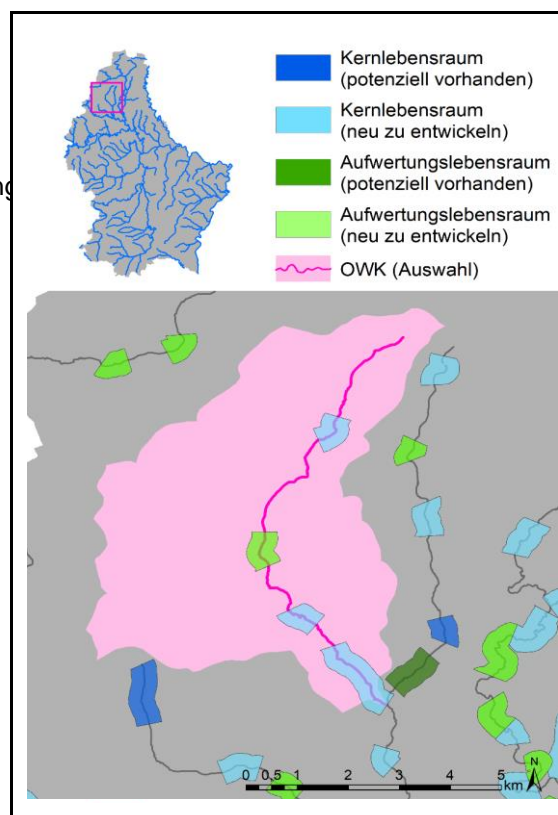 Kernlebensraum
(potenziell vorhanden)
Kernlebensraum
(neu zu entwickeln)
Aufwertungslebensraum
(potenziell vorhanden)
Aufwertungslebensraum
(neu zu entwickeln)
OWK (Auswahl)
ng
N
0 0,5 1 2 3 4 5
km